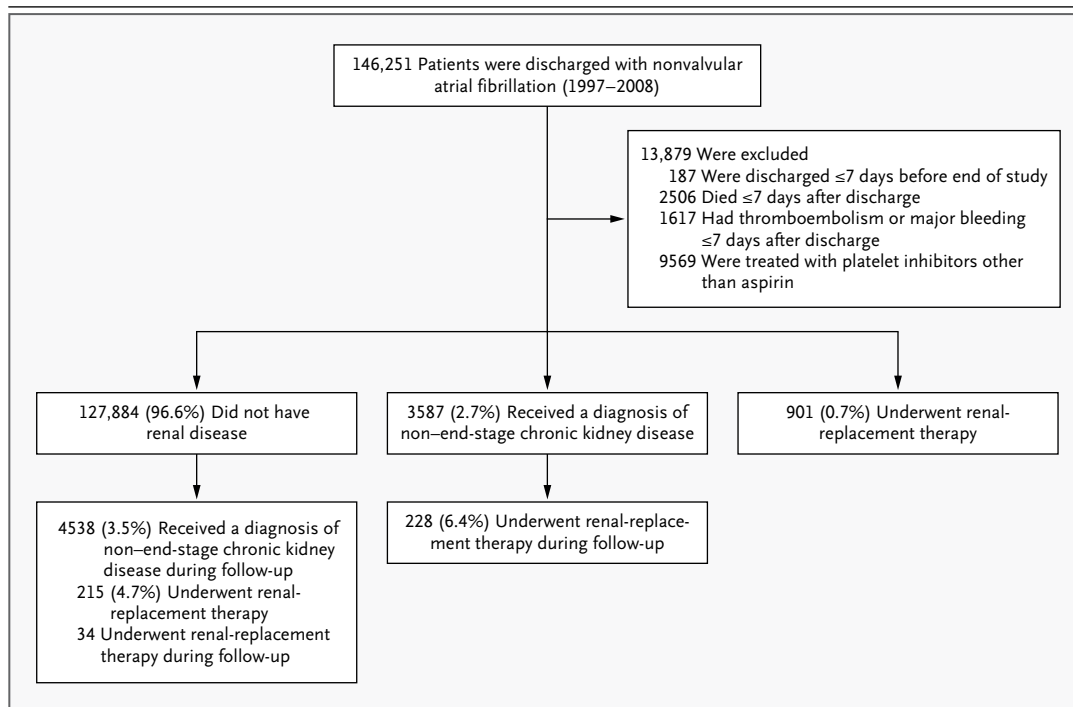 146,251 Patients were discharged with nonvalvular
atrial fibrillation (1997–2008)
13,879 Were excluded
187 Were discharged ≤7 days before end of study
2506 Died ≤7 days after discharge
1617 Had thromboembolism or major bleeding
≤7 days after discharge
9569 Were treated with platelet inhibitors other
than aspirin
127,884 (96.6%) Did not have
renal disease
3587 (2.7%) Received a diagnosis of
non–end-stage chronic kidney disease
901 (0.7%) Underwent renal-
replacement therapy
4538 (3.5%) Received a diagnosis of
non–end-stage chronic kidney
disease during follow-up
215 (4.7%) Underwent renal-
replacement therapy
34 Underwent renal-replacement
therapy during follow-up
228 (6.4%) Underwent renal-replace-
ment therapy during follow-up